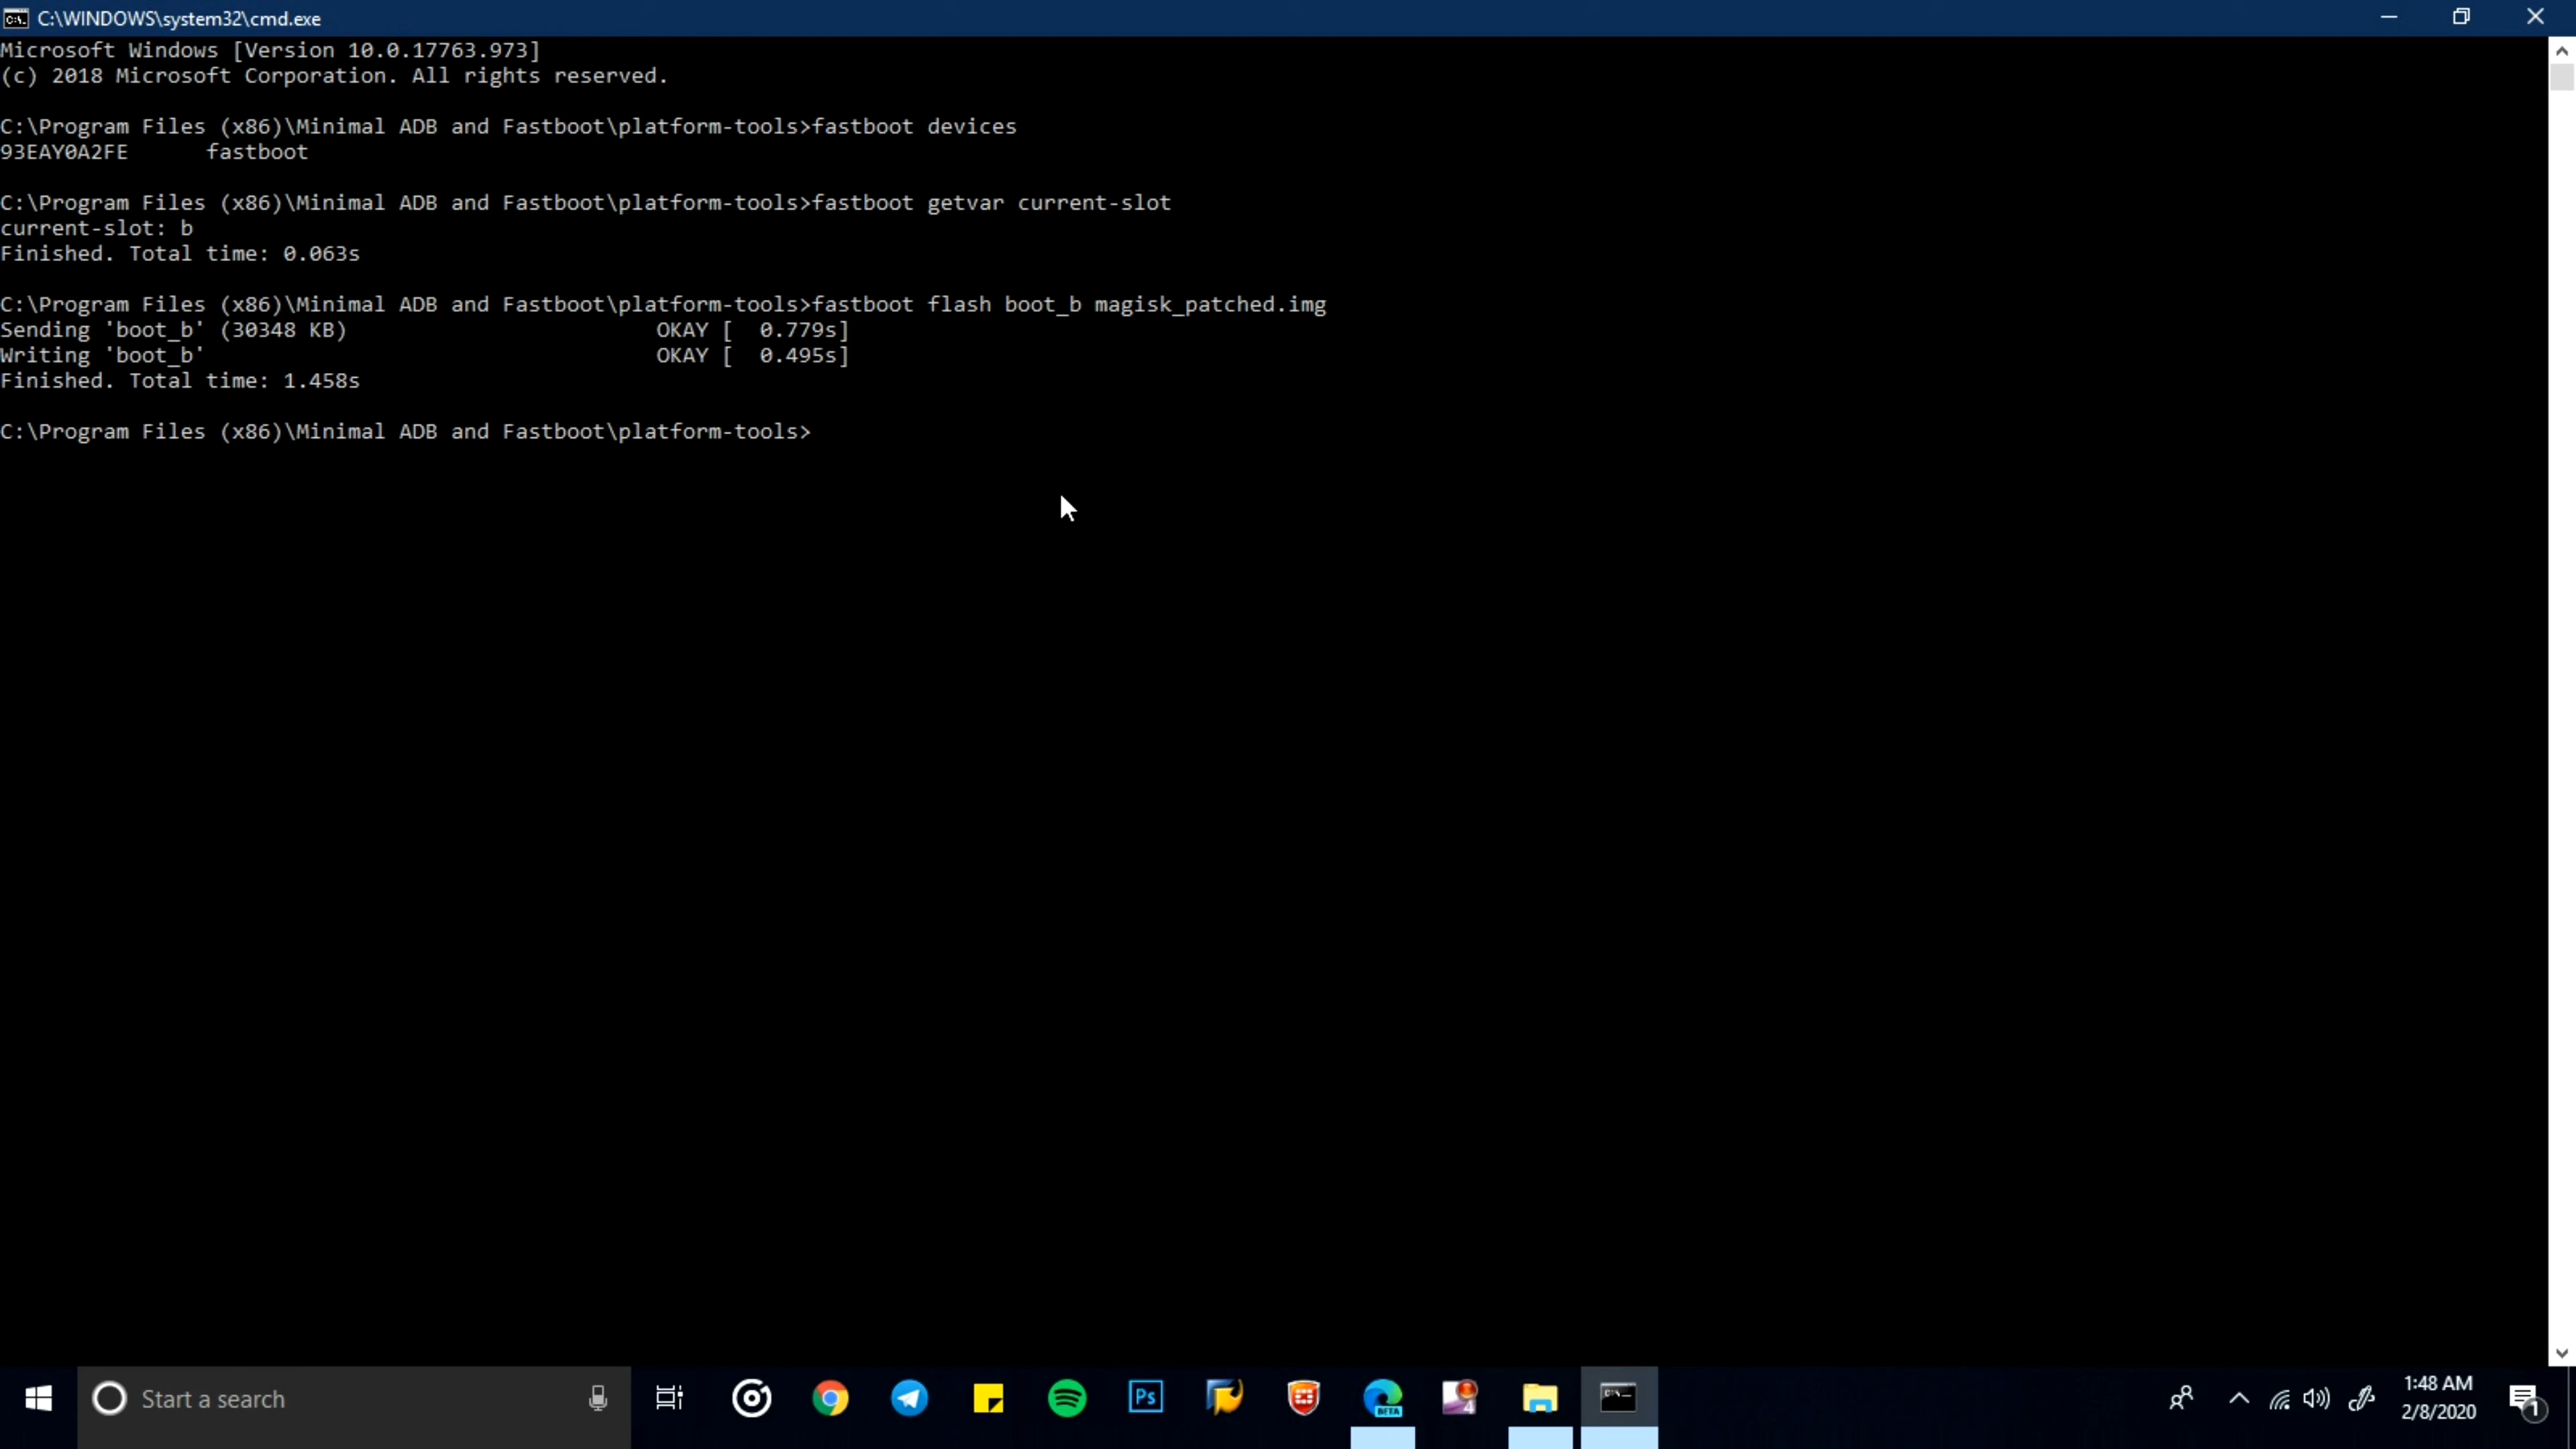 C:\WINDOWS\system32\cmd.exe
Microsoft Windows [Version 10.0.17763.973]
(c) 2018 Microsoft Corporation. All rights reserved.
C:\Program Files (x86)\Minimal ADB and Fastboot\platform-tools>fastboot devices
93EAY0A2FE      fastboot
C:\Program Files (x86)\Minimal ADB and Fastboot\platform-tools>fastboot getvar current-slot
current-slot: b
Finished. Total time: 0.063s
C:\Program Files (x86)\Minimal ADB and Fastboot\platform-tools>fastboot flash boot_b magisk_patched.img
Sending 'boot_b' (30348 KB)                        OKAY [  0.779s]
Writing 'boot_b'                                   OKAY [  0.495s]
Finished. Total time: 1.458s
C:\Program Files (x86)\Minimal ADB and Fastboot\platform-tools>
Start a search
Ps
BETA
4
1:48 AM
2/8/2020
1